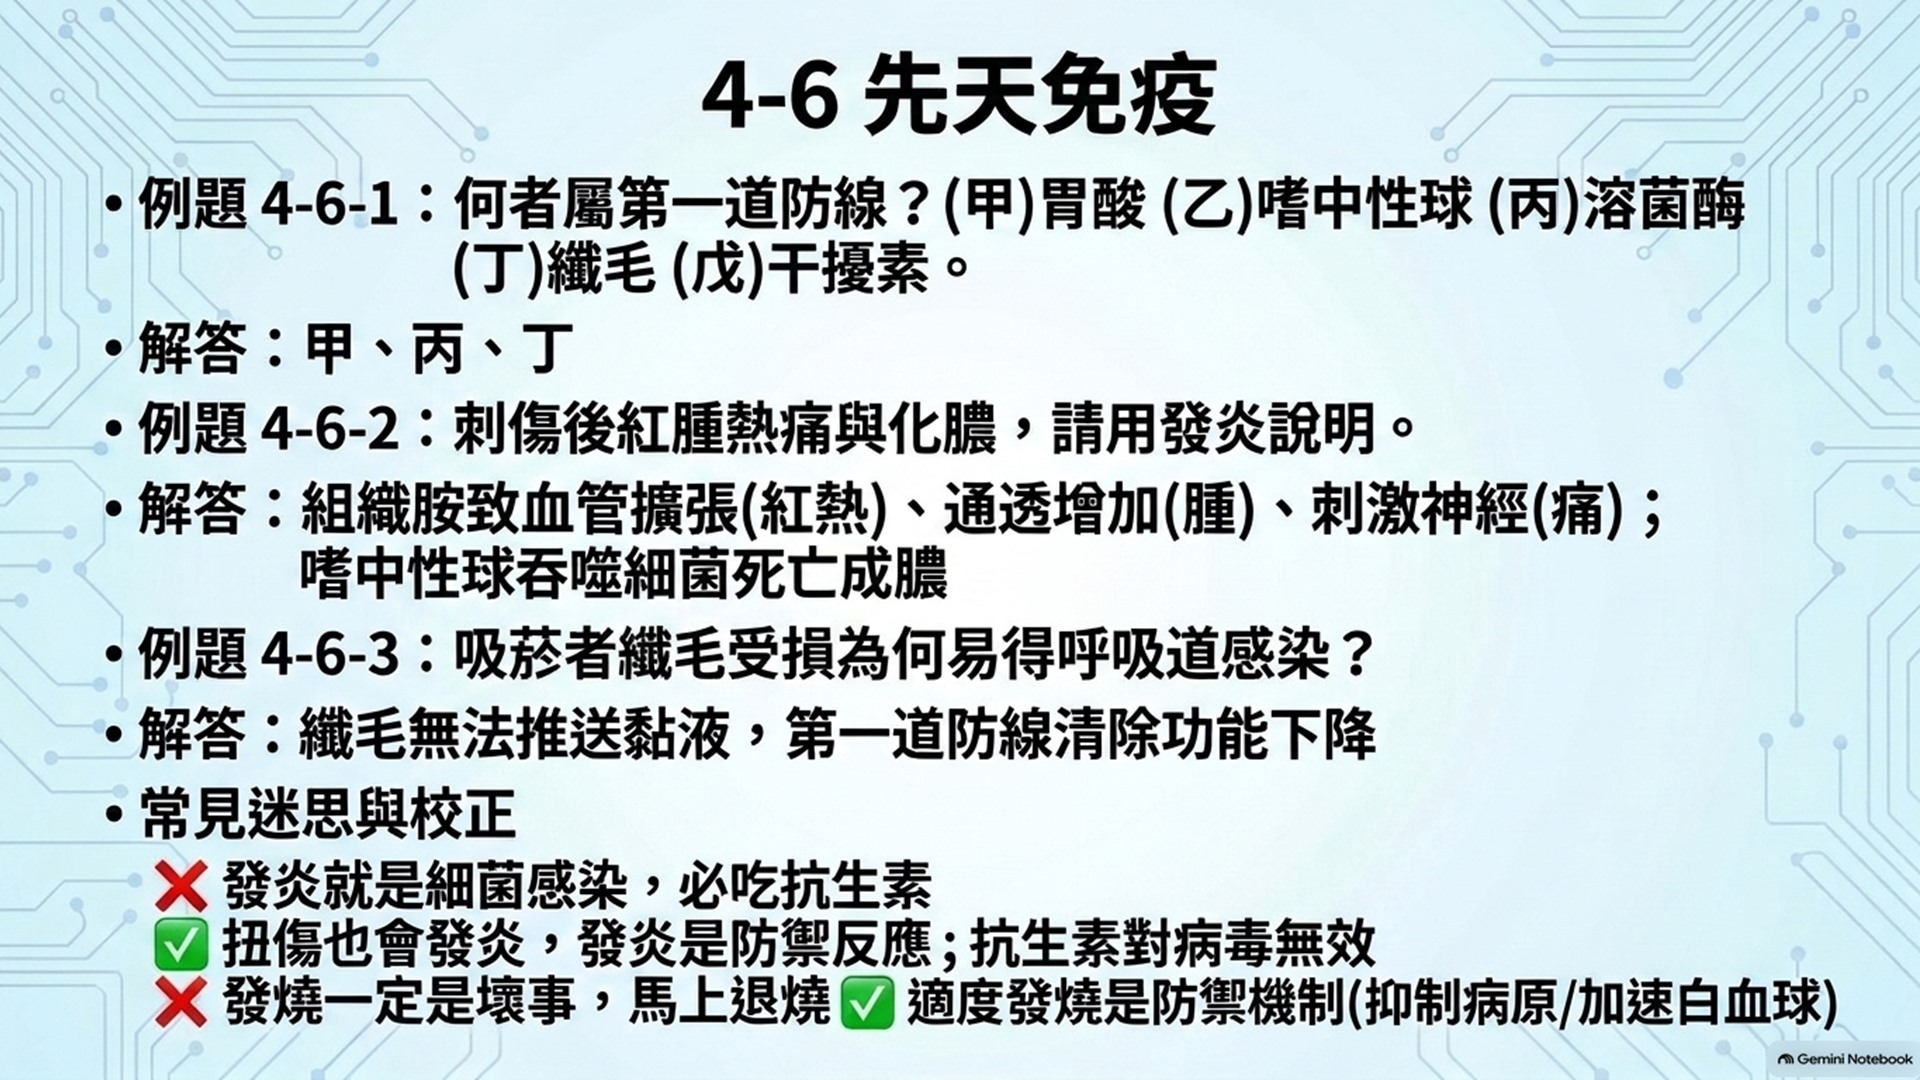 4-6 先天免疫
• 例題 4-6-1：何者屬第一道防線？(甲)胃酸 (乙)嗜中性球 (丙)溶菌酶
(丁)纖毛 (戊)干擾素。
• 解答：甲、丙、丁
• 例題 4-6-2：刺傷後紅腫熱痛與化膿，請用發炎說明。
• 解答：組織胺致血管擴張(紅熱)、通透增加(腫)、刺激神經(痛)；
嗜中性球吞噬細菌死亡成膿
• 例題 4-6-3：吸菸者纖毛受損為何易得呼吸道感染？
• 解答：纖毛無法推送黏液，第一道防線清除功能下降
• 常見迷思與校正
❌ 發炎就是細菌感染，必吃抗生素
✅ 扭傷也會發炎，發炎是防禦反應；抗生素對病毒無效
❌ 發燒一定是壞事，馬上退燒 ✅ 適度發燒是防禦機制(抑制病原/加速白血球)
Gemini Notebook